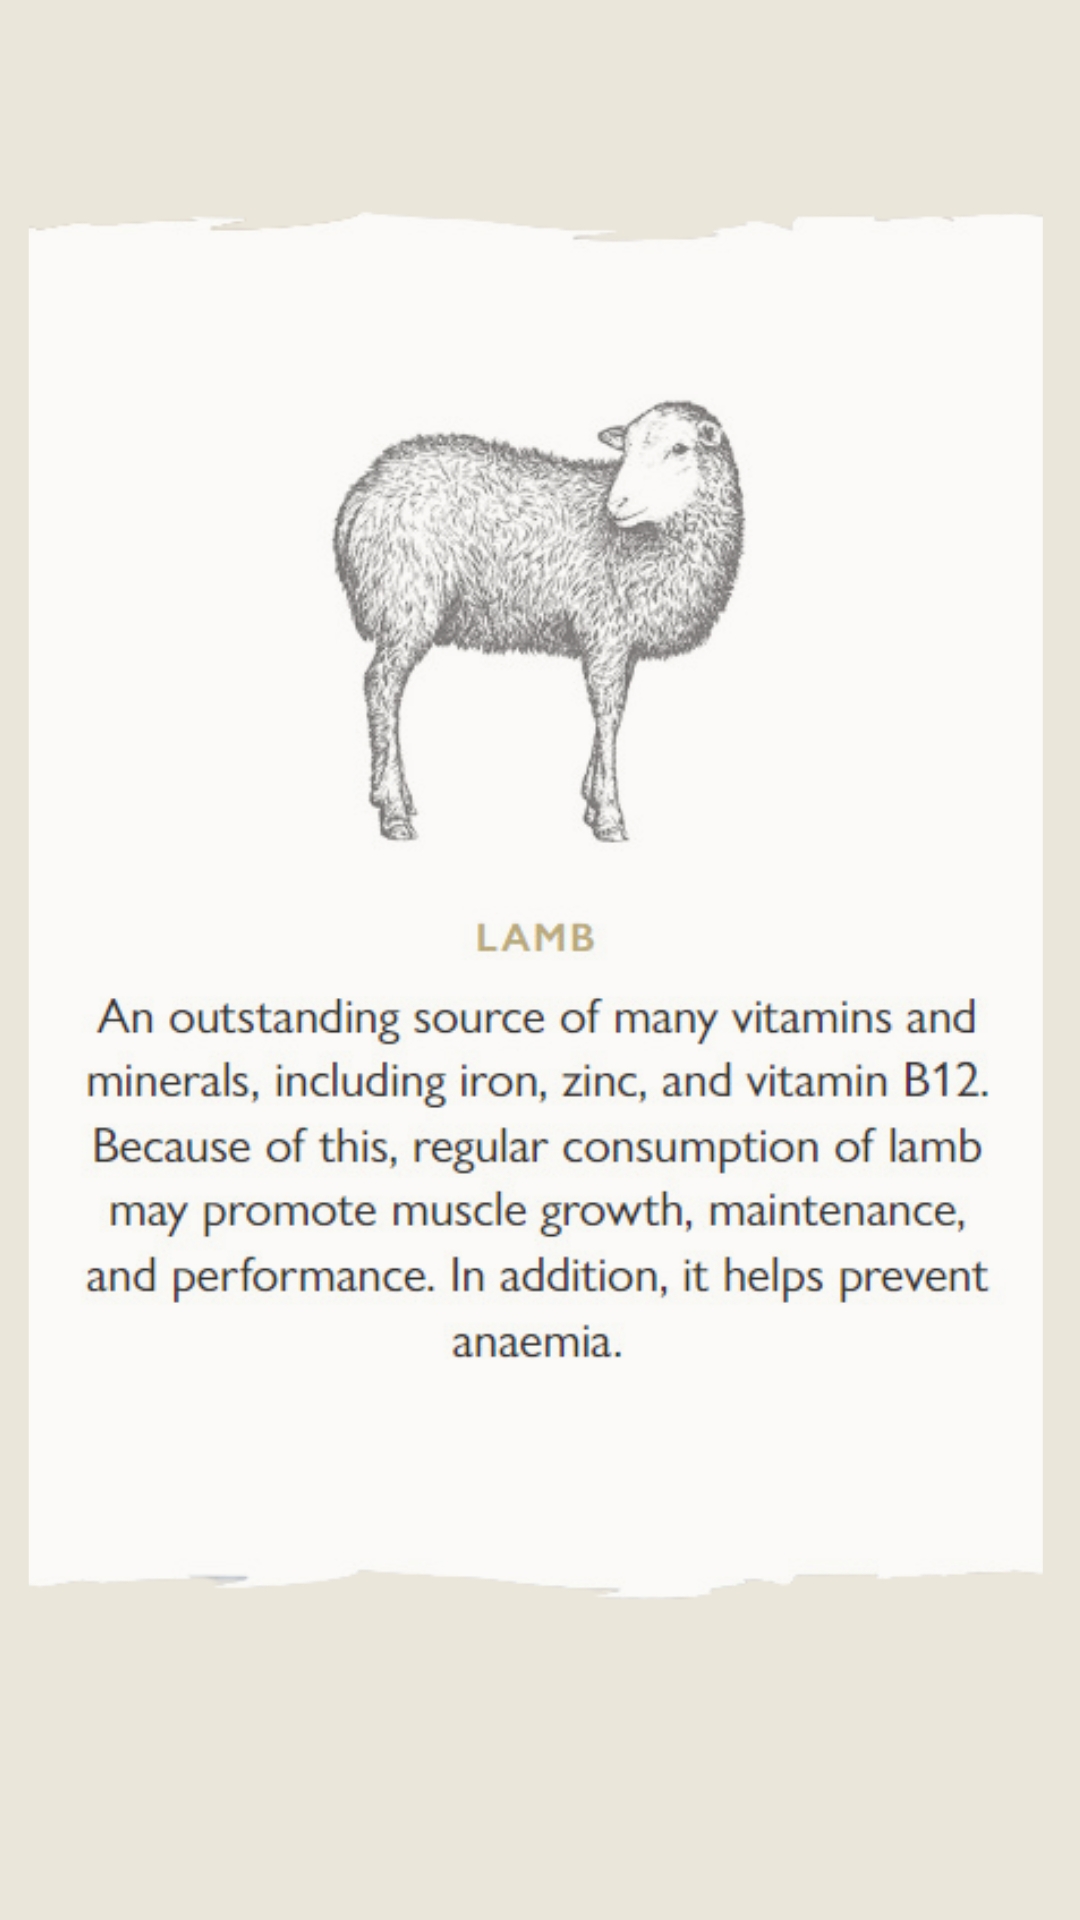 LAMB
An outstanding source of many vitamins and
minerals, including iron, zinc, and vitamin B12.
Because of this, regular consumption of lamb
may promote muscle growth, maintenance,
and performance. In addition, it helps prevent
anaemia.